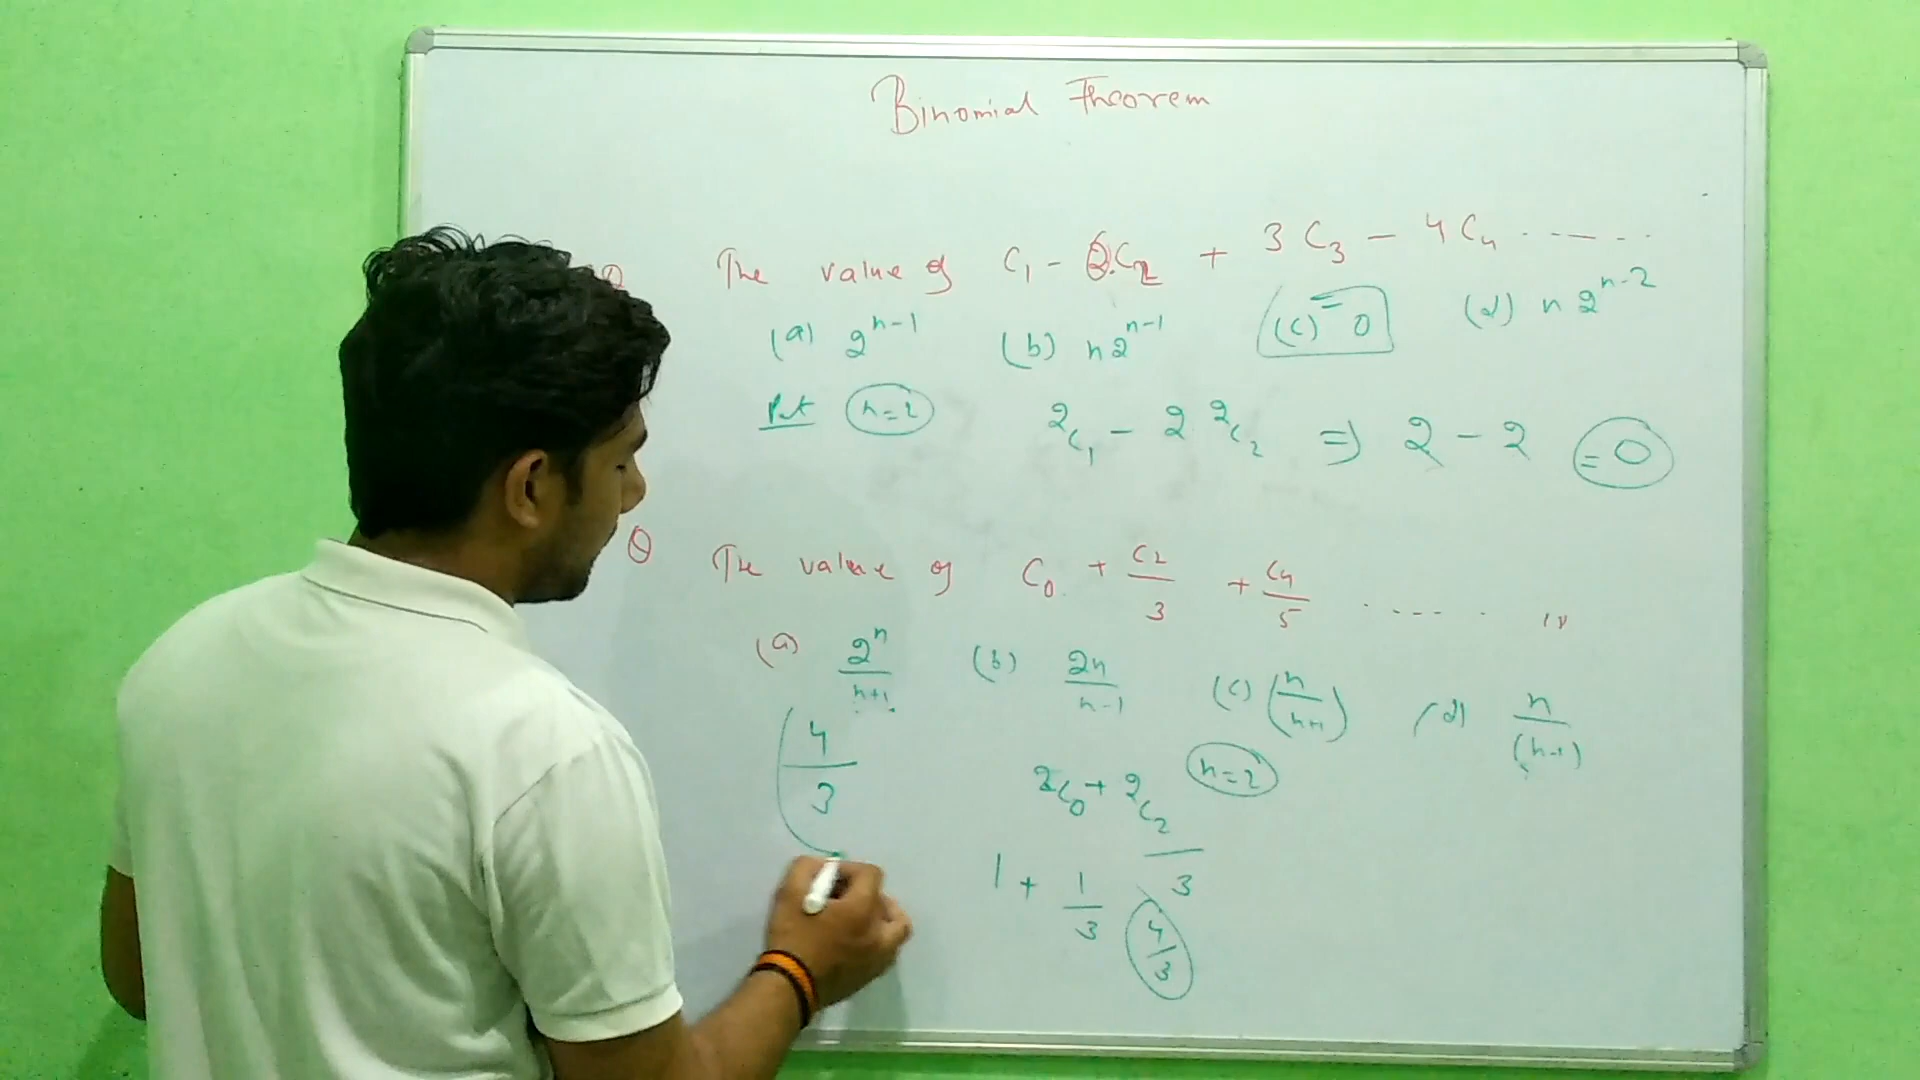 Binomial Theorem
Q The value of C₁ - 2.C₂ + 3 C₃ - 4 C₄ ........
(a) 2ⁿ⁻¹ (b) n2ⁿ⁻¹ (c) = 0 (d) n 2ⁿ⁻²
Put n=2 ²C₁ - 2 ²C₂ ⇒ 2 - 2 = 0
Q The value of C₀ + C₂/3 + C₄/5 ........ is
(a) 2ⁿ/n+1 (b) 2n/n-1 (c) (n/n+1) (d) n/(n-1)
4/3 ²C₀ + ²C₂/3 n=2
1 + 1/3 4/3